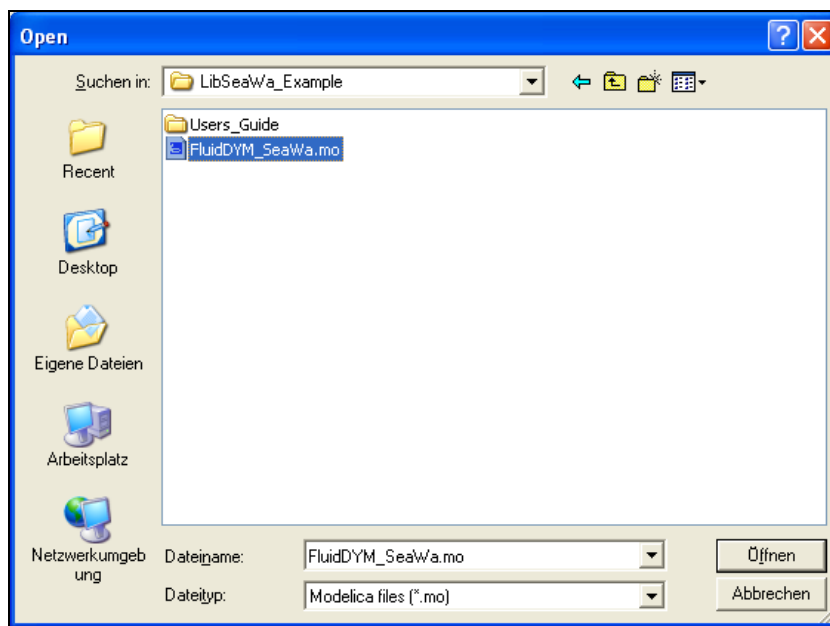 Open
Suchen in: LibSeaWa_Example
Users_Guide
FluidDYM_SeaWa.mo
Recent
Desktop
Eigene Dateien
Arbeitsplatz
Netzwerkumgeb
ung
Dateiname: FluidDYM_SeaWa.mo Öffnen
Dateityp: Modelica files (*.mo) Abbrechen